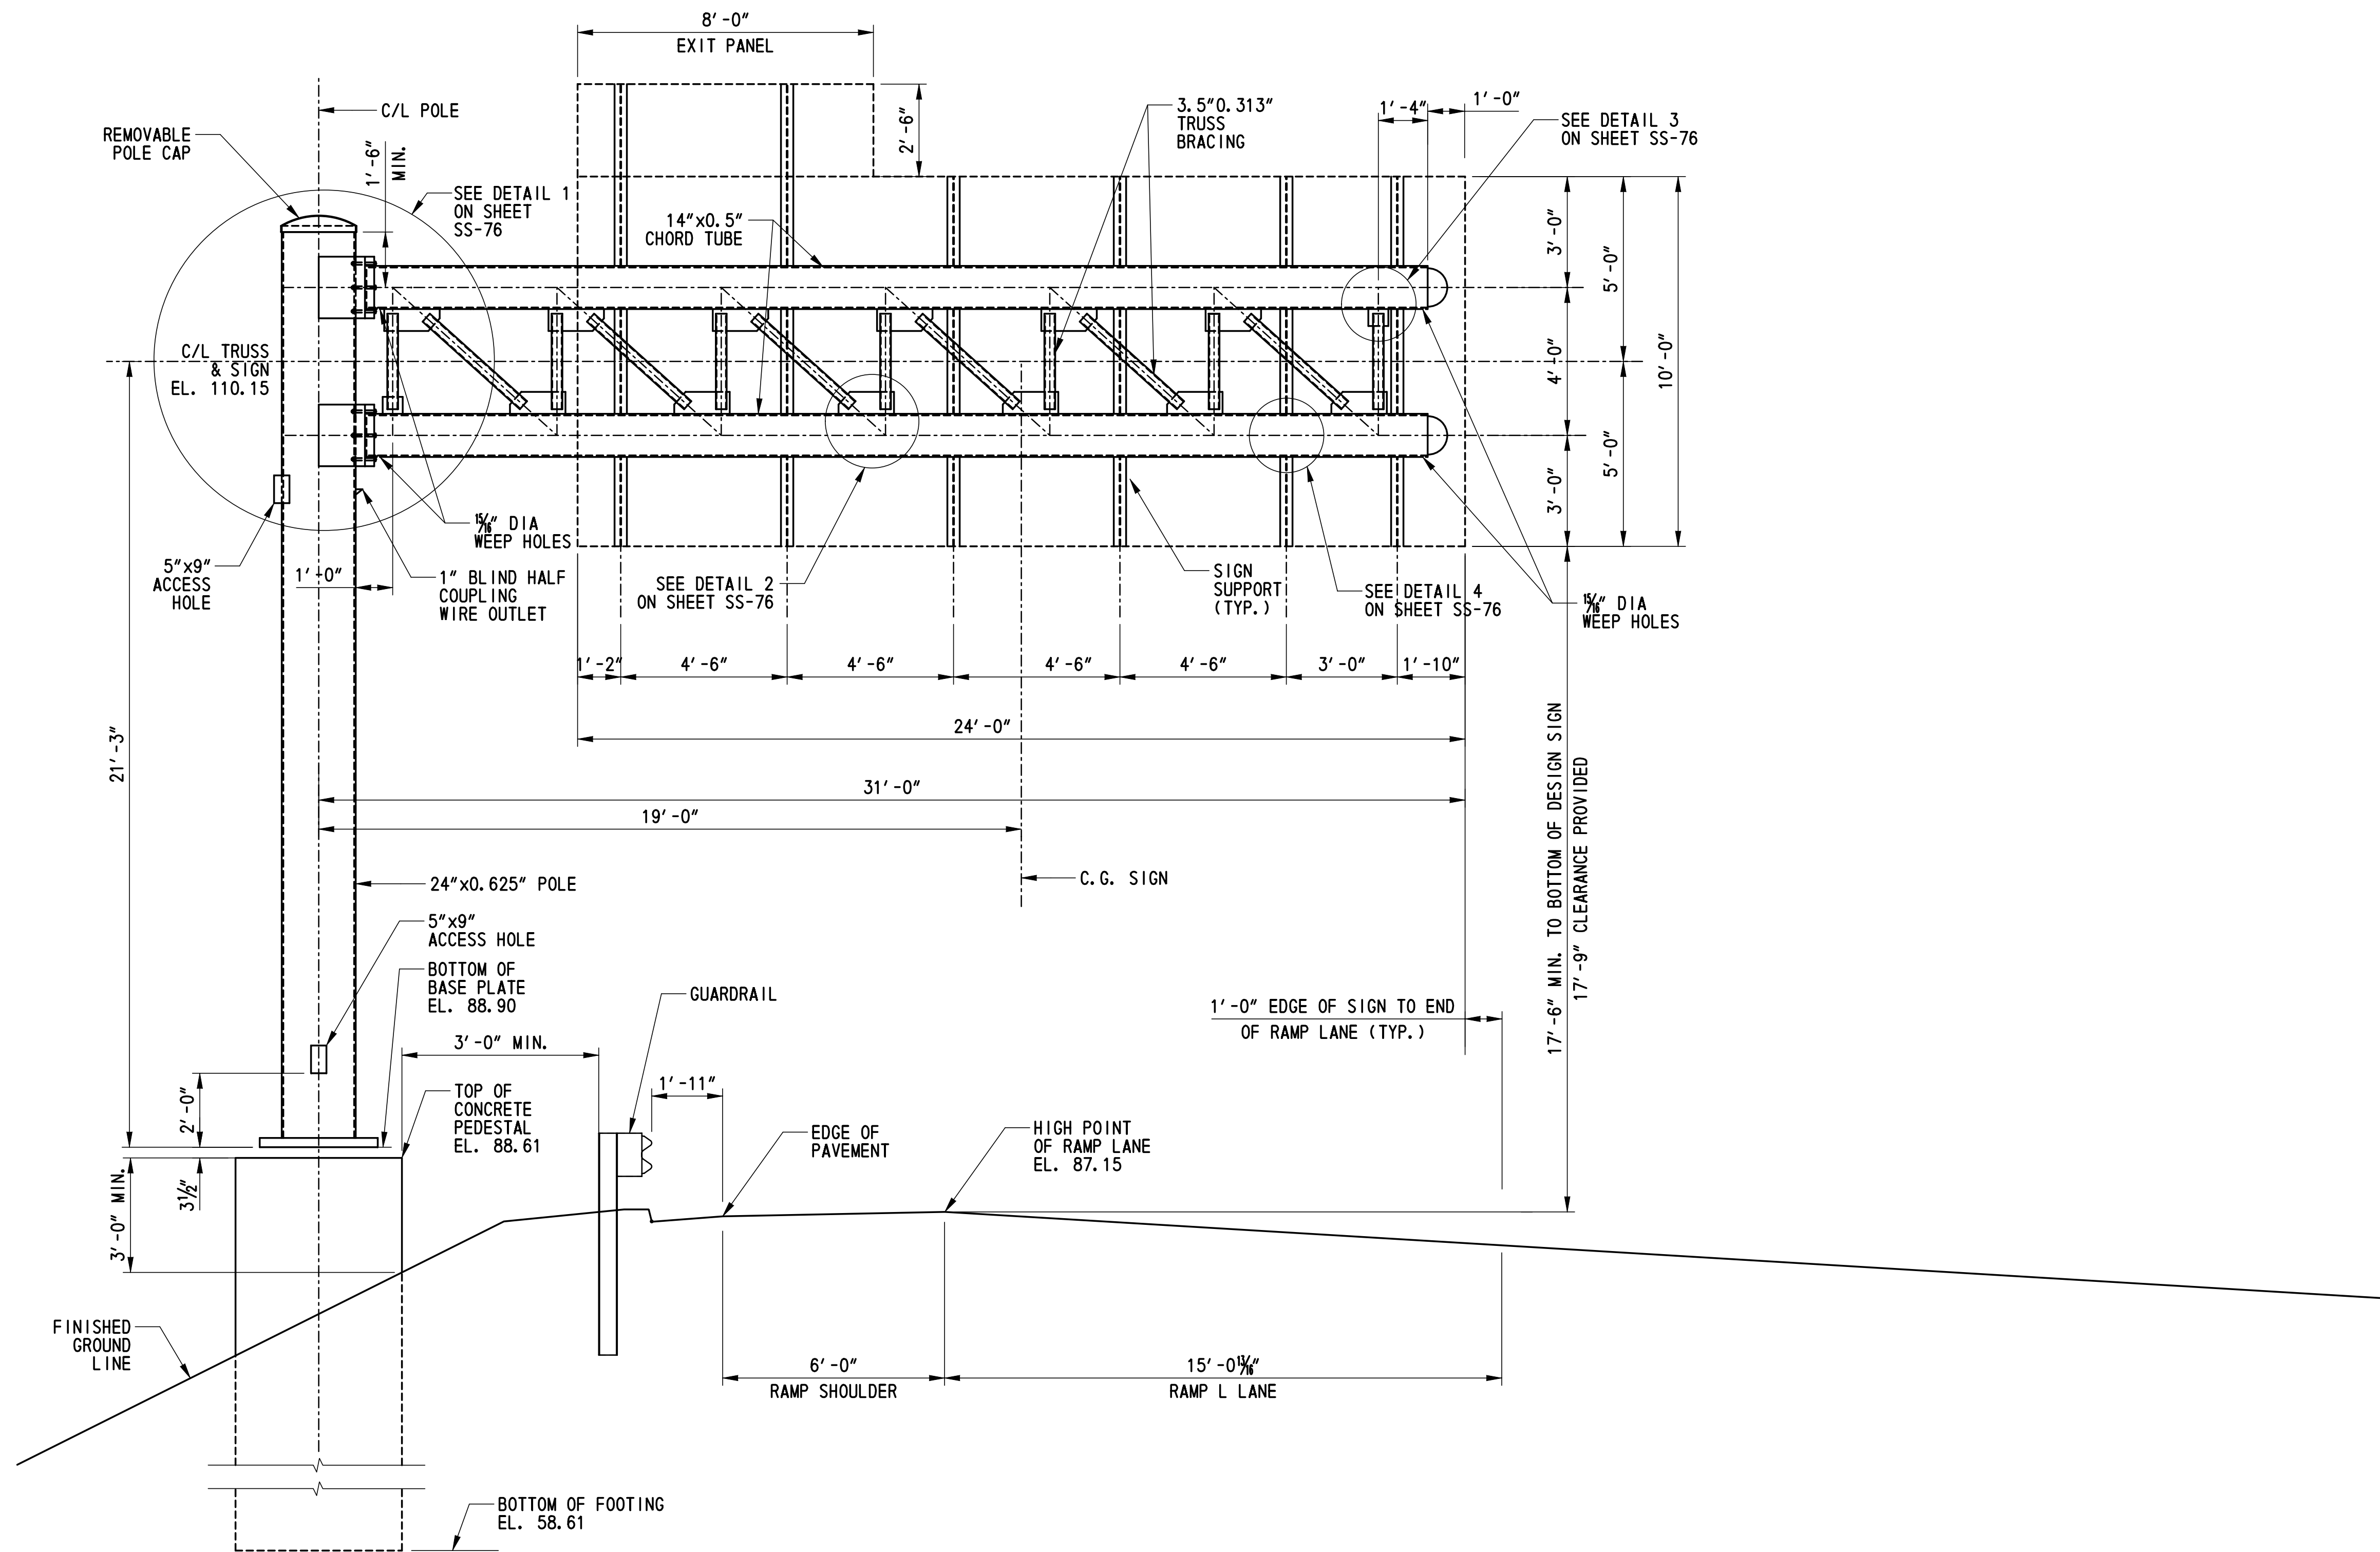 8'-0"
EXIT PANEL
C/L POLE
REMOVABLE
POLE CAP
1'-6"
MIN.
SEE DETAIL 1
ON SHEET
SS-76
14"x0.5"
CHORD TUBE
2'-6"
3.5"0.313"
TRUSS
BRACING
1'-4"
1'-0"
SEE DETAIL 3
ON SHEET SS-76
3'-0"
5'-0"
4'-0"
10'-0"
5'-0"
3'-0"
C/L TRUSS
& SIGN
EL. 110.15
5"x9"
ACCESS
HOLE
1'-0"
15/16" DIA
WEEP HOLES
1" BLIND HALF
COUPLING
WIRE OUTLET
SEE DETAIL 2
ON SHEET SS-76
SIGN
SUPPORT
(TYP.)
SEE DETAIL 4
ON SHEET SS-76
15/16" DIA
WEEP HOLES
1'-2"
4'-6"
4'-6"
4'-6"
4'-6"
3'-0"
1'-10"
24'-0"
31'-0"
19'-0"
21'-3"
C.G. SIGN
24"x0.625" POLE
5"x9"
ACCESS HOLE
BOTTOM OF
BASE PLATE
EL. 88.90
GUARDRAIL
17'-6" MIN. TO BOTTOM OF DESIGN SIGN
17'-9" CLEARANCE PROVIDED
1'-0" EDGE OF SIGN TO END
OF RAMP LANE (TYP.)
3'-0" MIN.
1'-11"
2'-0"
TOP OF
CONCRETE
PEDESTAL
EL. 88.61
EDGE OF
PAVEMENT
HIGH POINT
OF RAMP LANE
EL. 87.15
3'-0" MIN.
3½"
FINISHED
GROUND
LINE
6'-0"
RAMP SHOULDER
15'-0 13/16"
RAMP L LANE
BOTTOM OF FOOTING
EL. 58.61